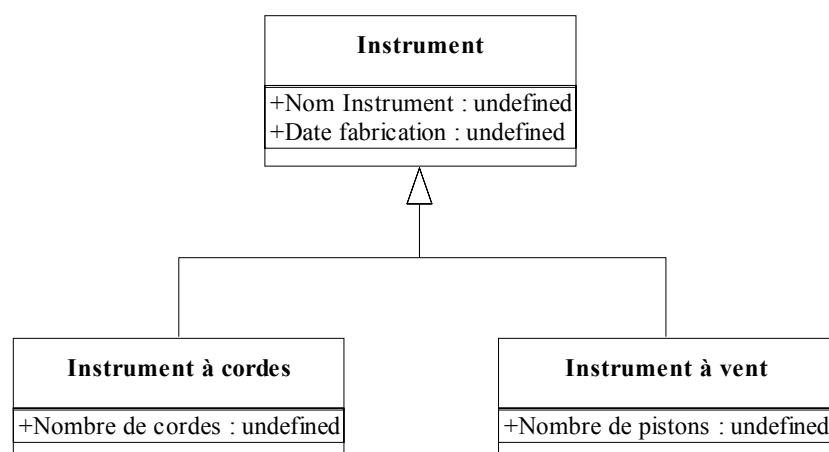 Instrument
+Nom Instrument : undefined
+Date fabrication : undefined
Instrument à cordes
+Nombre de cordes : undefined
Instrument à vent
+Nombre de pistons : undefined